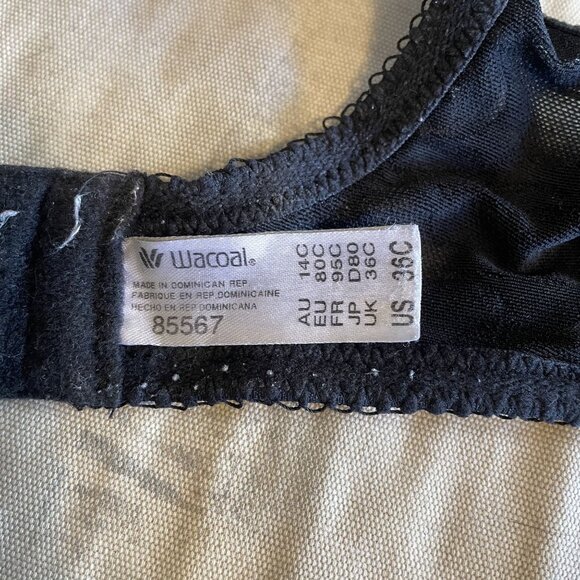 Wacoal®
MADE IN DOMINICAN REP.
FABRIQUE EN REP. DOMINICAINE
HECHO EN REP. DOMINICANA
85567
AU 14C
EU 80C
FR 95C
JP D80
UK 36C
US 36C